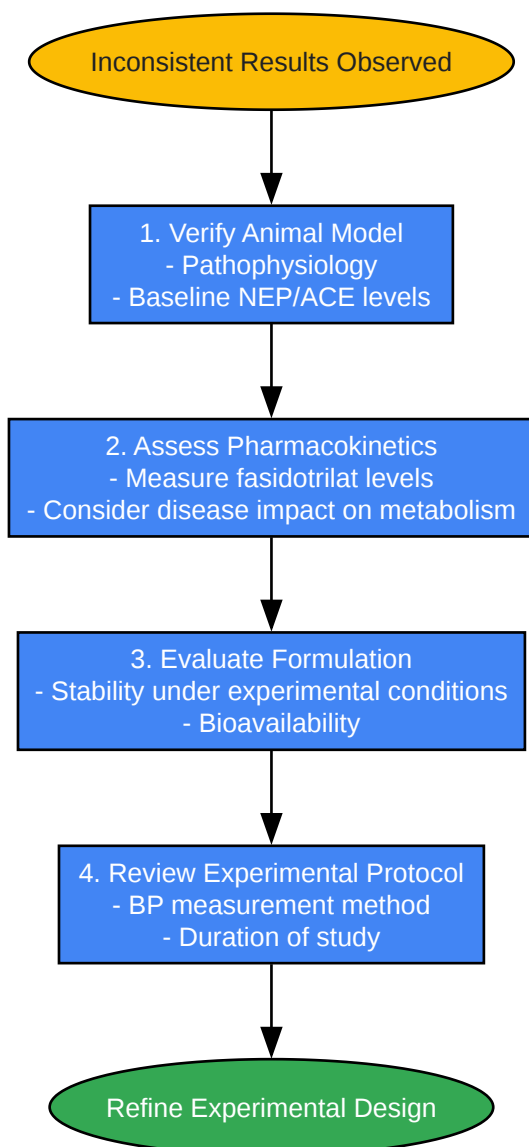 Inconsistent Results Observed
1. Verify Animal Model
- Pathophysiology
- Baseline NEP/ACE levels
2. Assess Pharmacokinetics
- Measure fasidotrilat levels
- Consider disease impact on metabolism
3. Evaluate Formulation
- Stability under experimental conditions
- Bioavailability
4. Review Experimental Protocol
- BP measurement method
- Duration of study
Refine Experimental Design